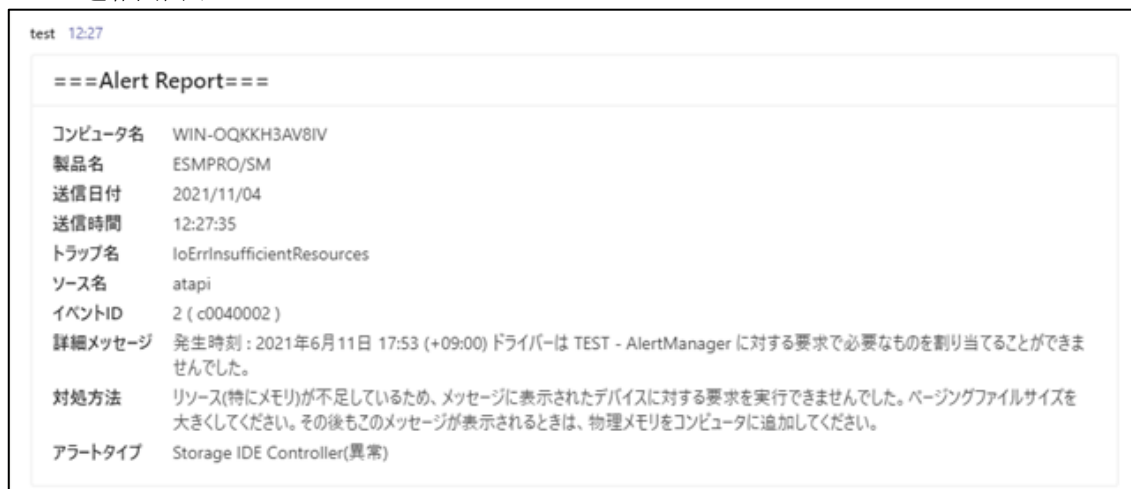 test 12:27
===Alert Report===
コンピュータ名 WIN-OQKKH3AV8IV
製品名 ESMPRO/SM
送信日付 2021/11/04
送信時間 12:27:35
トラップ名 IoErrInsufficientResources
ソース名 atapi
イベントID 2 ( c0040002 )
詳細メッセージ 発生時刻 : 2021年6月11日 17:53 (+09:00) ドライバーは TEST - AlertManager に対する要求で必要なものを割り当てることができま
せんでした。
対処方法 リソース(特にメモリ)が不足しているため、メッセージに表示されたデバイスに対する要求を実行できませんでした。ページングファイルサイズを
大きくしてください。その後もこのメッセージが表示されるときは、物理メモリをコンピュータに追加してください。
アラートタイプ Storage IDE Controller(異常)